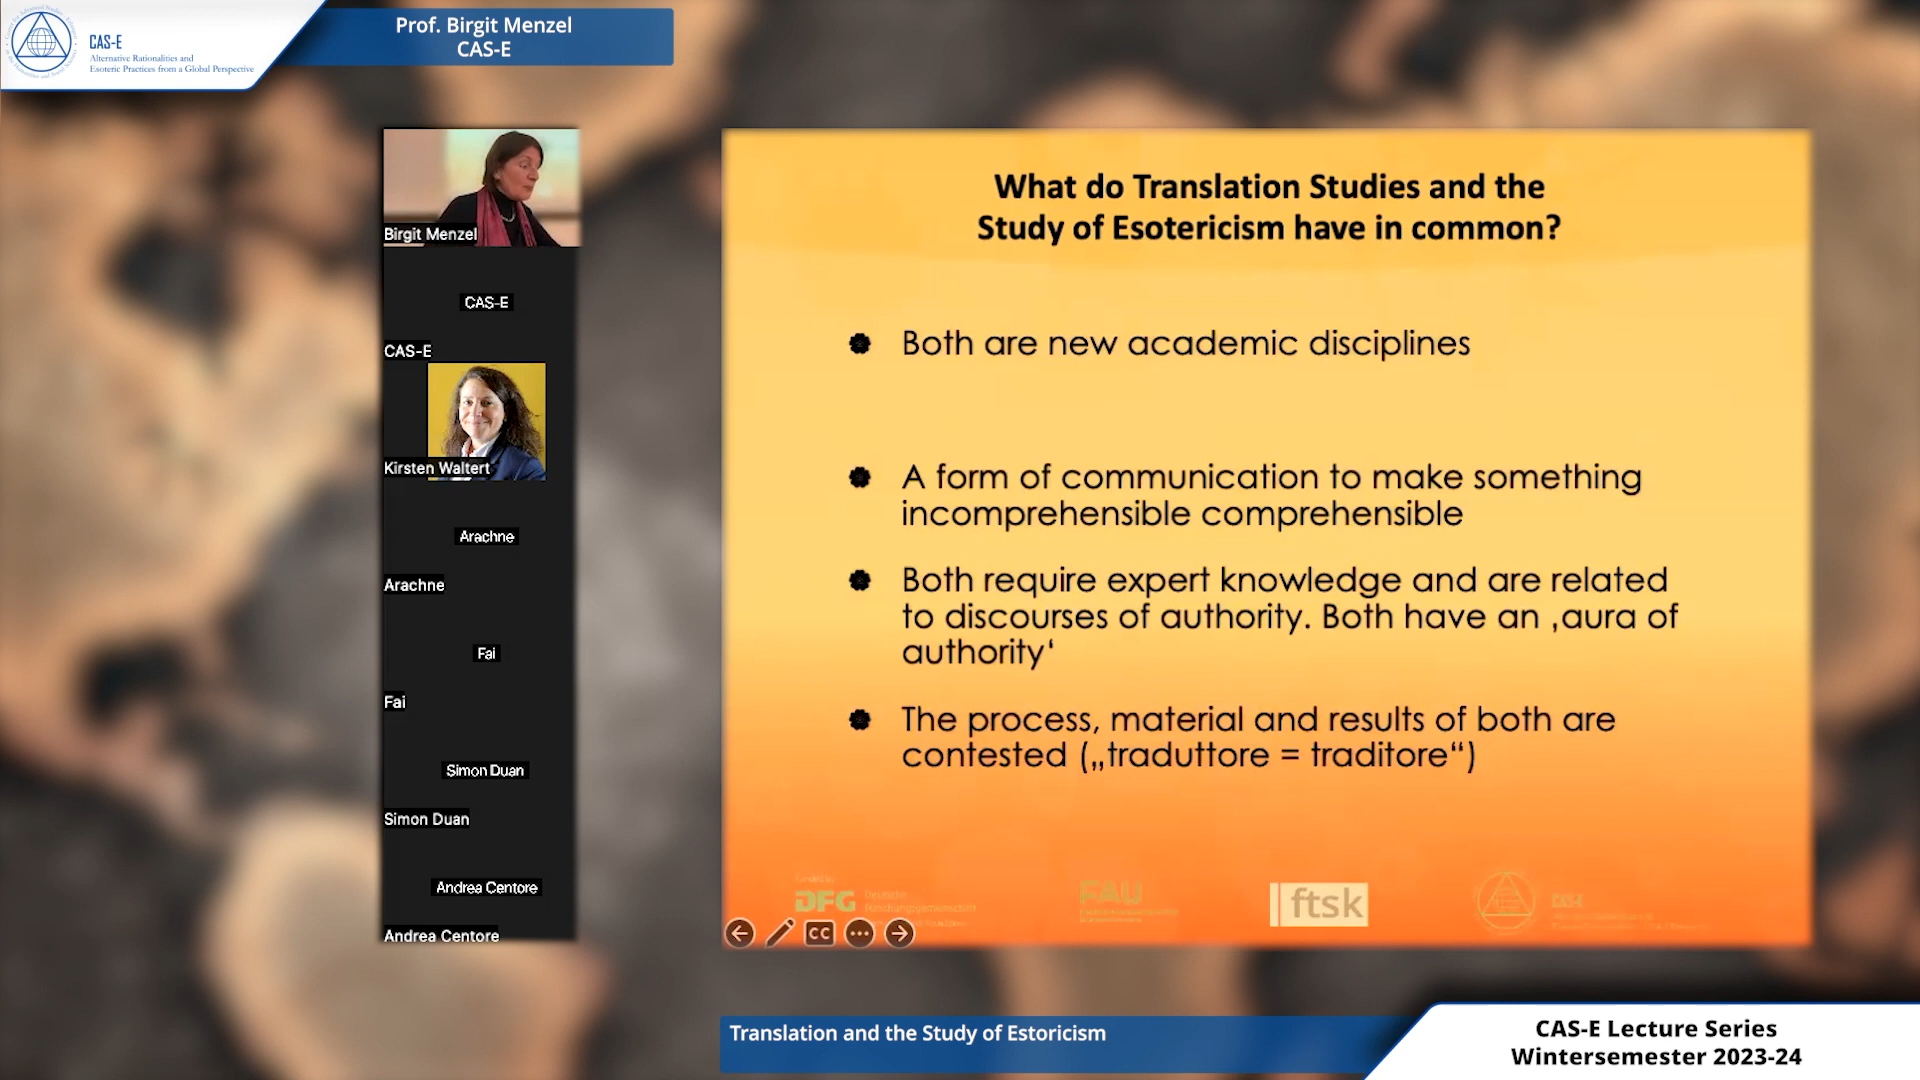 CAS-E
Alternative Rationalities and
Esoteric Practices from a Global Perspective
Prof. Birgit Menzel
CAS-E
Birgit Menzel
CAS-E
CAS-E
Kirsten Waltert
Arachne
Arachne
Fai
Fai
Simon Duan
Simon Duan
Andrea Centore
Andrea Centore
What do Translation Studies and the
Study of Esotericism have in common?
Both are new academic disciplines
A form of communication to make something
incomprehensible comprehensible
Both require expert knowledge and are related
to discourses of authority. Both have an ‚aura of
authority‘
The process, material and results of both are
contested („traduttore = traditore“)
DFG
FAU
ftsk
CAS-E
CC
Translation and the Study of Estoricism
CAS-E Lecture Series
Wintersemester 2023-24